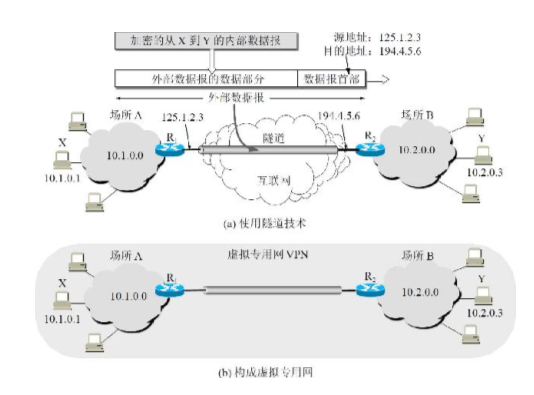 加密的从 X 到 Y 的内部数据报
源地址: 125.1.2.3
目的地址: 194.4.5.6
外部数据报的数据部分
数据报首部
外部数据报
场所 A
125.1.2.3
194.4.5.6
场所 B
R1
隧道
R2
X
Y
10.1.0.0
10.2.0.0
10.1.0.1
互联网
10.2.0.3
(a) 使用隧道技术
场所 A
虚拟专用网 VPN
场所 B
R1
R2
X
Y
10.1.0.0
10.2.0.0
10.1.0.1
10.2.0.3
(b) 构成虚拟专用网